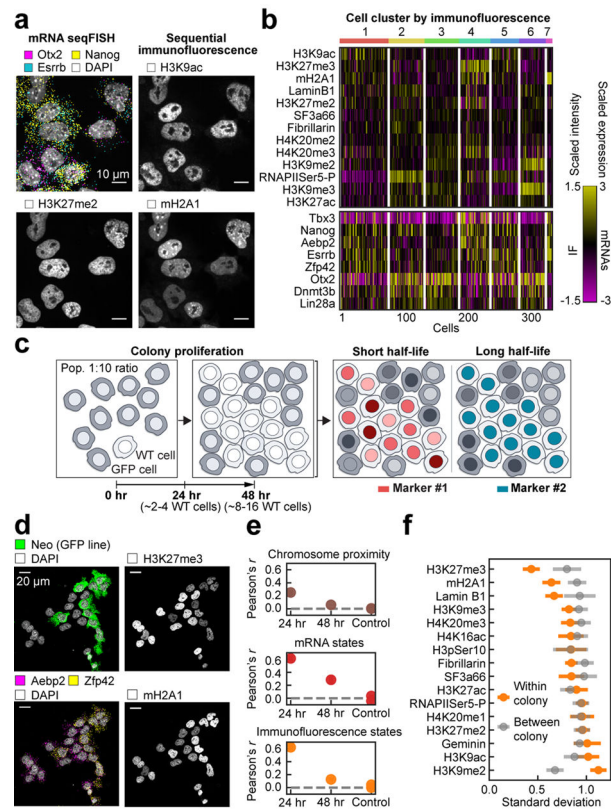 a
mRNA seqFISH
Otx2 Nanog
Esrrb DAPI
10 µm
Sequential
immunofluorescence
H3K9ac
H3K27me2
mH2A1
b
Cell cluster by immunofluorescence
1 2 3 4 5 6 7
H3K9ac
H3K27me3
mH2A1
LaminB1
H3K27me2
SF3a66
Fibrillarin
H4K20me2
H4K20me3
H3K9me2
RNAPIISer5-P
H3K9me3
H3K27ac
Tbx3
Nanog
Aebp2
Esrrb
Zfp42
Otx2
Dnmt3b
Lin28a
1 100 200 300
Cells
Scaled intensity
Scaled expression
1.5 3
IF
mRNAs
-1.5 -3
c
Colony proliferation
Pop. 1:10 ratio
WT cell
GFP cell
0 hr 24 hr 48 hr
(~2-4 WT cells) (~8-16 WT cells)
Short half-life
Long half-life
Marker #1
Marker #2
d
Neo (GFP line)
DAPI
20 µm
H3K27me3
Aebp2 Zfp42
DAPI
mH2A1
e
Chromosome proximity
Pearson's r
0.6
0.4
0.2
0.0
24 hr 48 hr Control
mRNA states
Pearson's r
0.6
0.4
0.2
0.0
24 hr 48 hr Control
Immunofluorescence states
Pearson's r
0.6
0.4
0.2
0.0
24 hr 48 hr Control
f
H3K27me3
mH2A1
Lamin B1
H3K9me3
H4K20me3
H4K16ac
H3pSer10
Fibrillarin
SF3a66
H3K27ac
RNAPIISer5-P
H4K20me1
H3K27me2
Geminin
H3K9ac
H3K9me2
Within
colony
Between
colony
0.4 0.6 0.8 1.0
Standard deviation